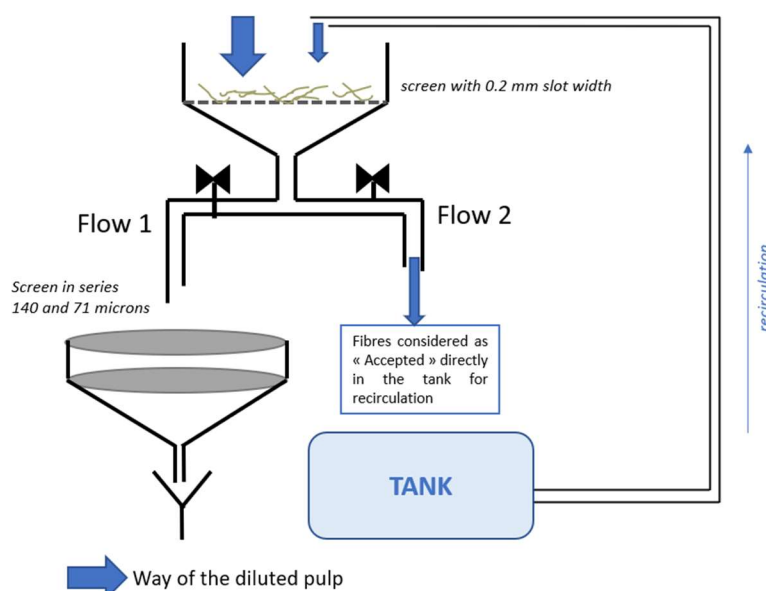 screen with 0.2 mm slot width
Flow 1
Flow 2
Screen in series
140 and 71 microns
recirculation
Fibres considered as
« Accepted » directly
in the tank for
recirculation
TANK
Way of the diluted pulp